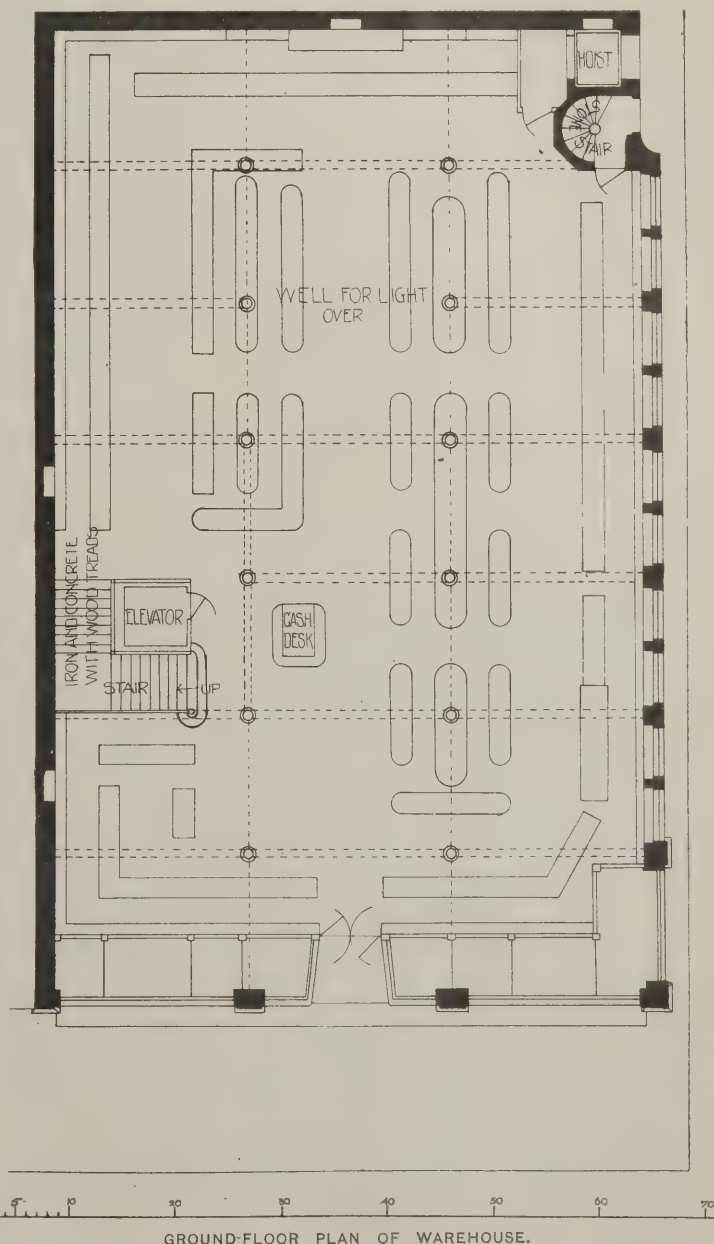 HOIST
STONE
STAIR
WELL FOR LIGHT
OVER
IRON AND CONCRETE
WITH WOOD TREADS
ELEVATOR
CASH
DESK
STAIR
UP
5 10 20 30 40 50 60 70
GROUND-FLOOR PLAN OF WAREHOUSE.